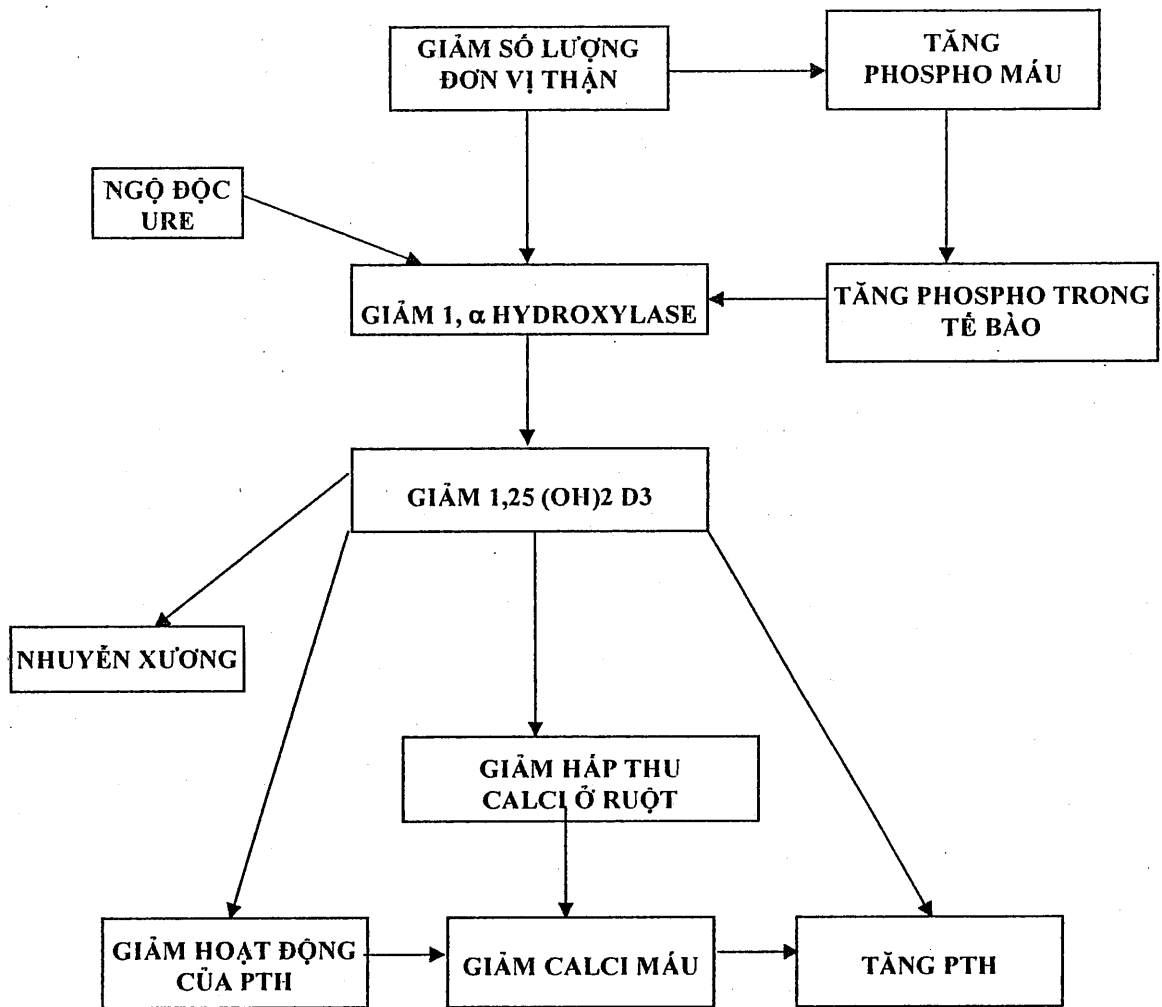 GIẢM SỐ LƯỢNG
ĐƠN VỊ THẬN
TĂNG
PHOSPHO MÁU
NGỘ ĐỘC
URE
GIẢM 1, α HYDROXYLASE
TĂNG PHOSPHO TRONG
TẾ BÀO
GIẢM 1,25 (OH)2 D3
NHUYỄN XƯƠNG
GIẢM HẤP THU
CALCI Ở RUỘT
GIẢM HOẠT ĐỘNG
CỦA PTH
GIẢM CALCI MÁU
TĂNG PTH